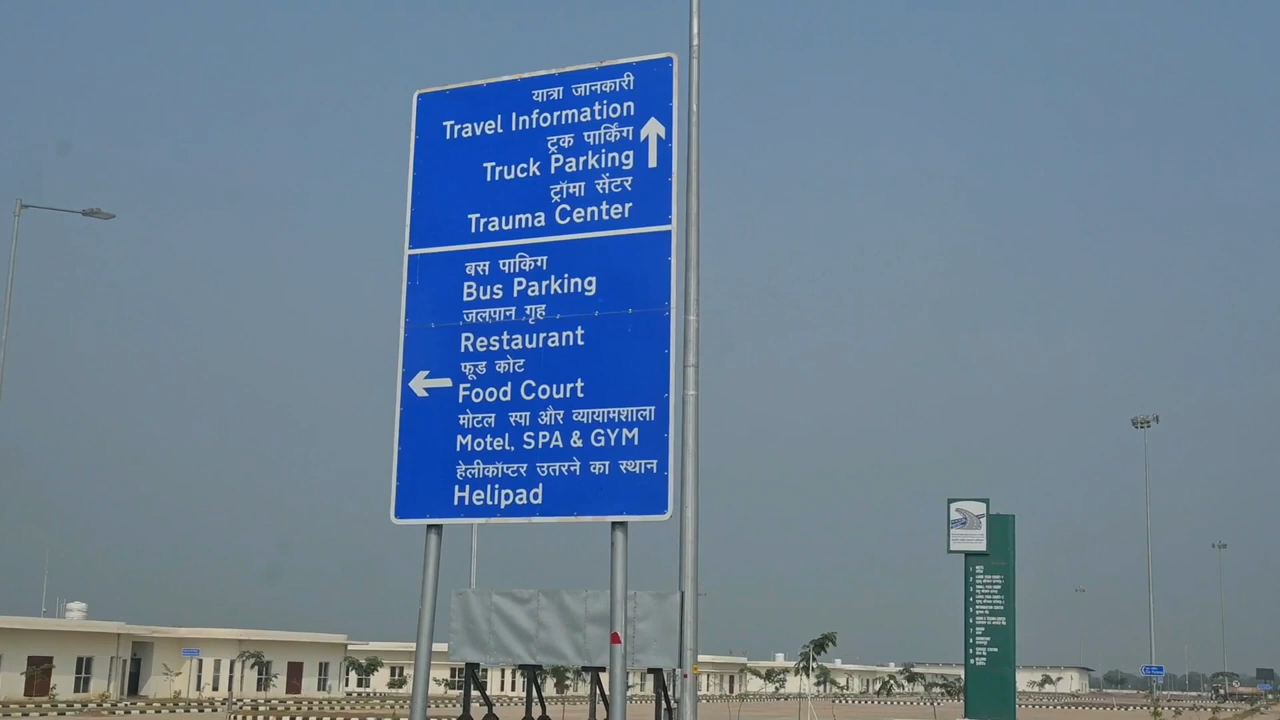 यात्रा जानकारी
Travel Information
ट्रक पार्किंग
Truck Parking
ट्रॉमा सेंटर
Trauma Center
बस पाकिग
Bus Parking
जलपान गृह
Restaurant
फूड कोट
Food Court
मोटल स्पा और व्यायामशाला
Motel, SPA & GYM
हेलीकॉप्टर उतरने का स्थान
Helipad